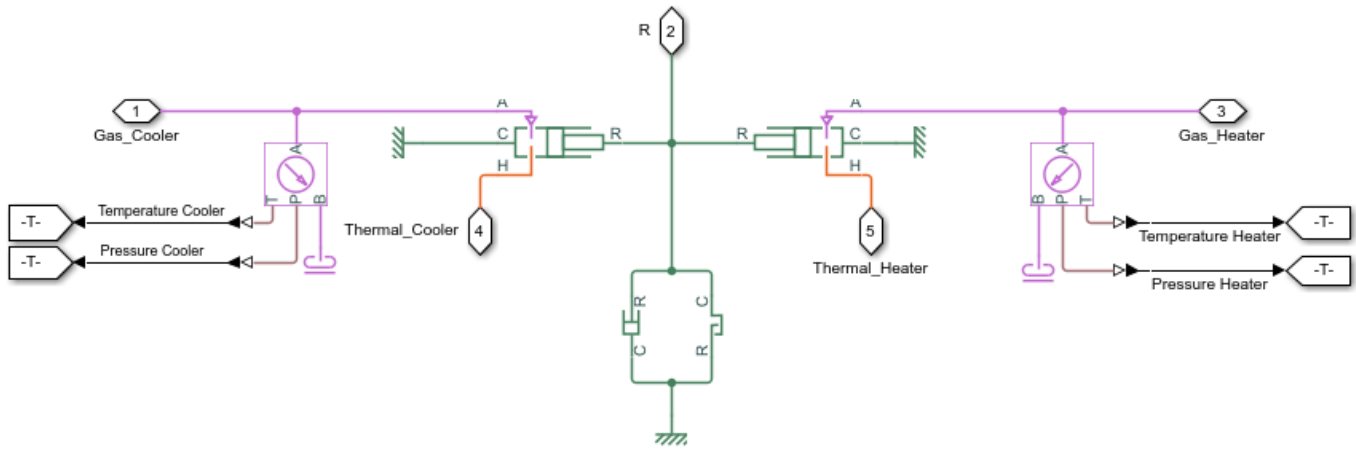 R 2
A A
1 3
Gas_Cooler Gas_Heater
C R R C
A A
H H
T P B B P T
-T- Temperature Cooler Thermal_Cooler 4 5 Temperature Heater -T-
-T- Pressure Cooler Thermal_Heater Pressure Heater -T-
R C
C R